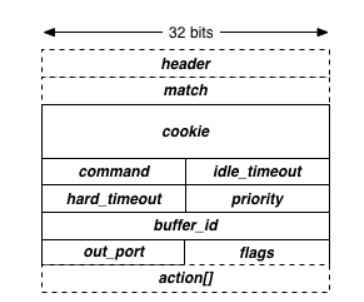 32 bits
header
match
cookie
command idle_timeout
hard_timeout priority
buffer_id
out_port flags
action[]